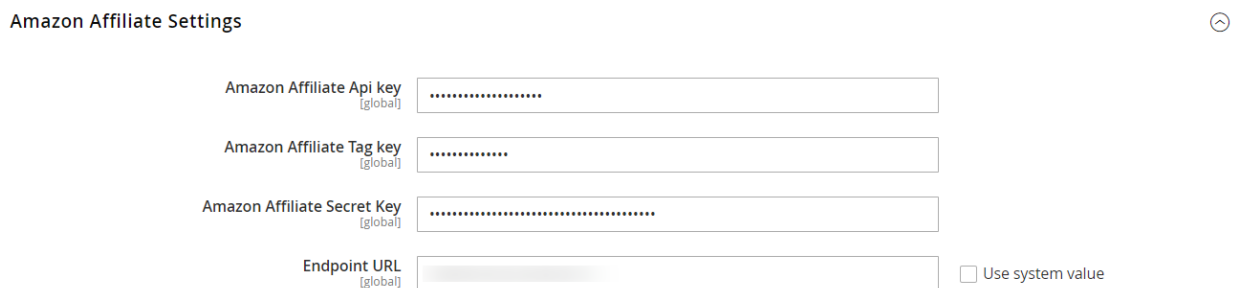 Amazon Affiliate Settings
Amazon Affiliate Api key
[global]
••••••••••••••••••••
Amazon Affiliate Tag key
[global]
••••••••••••••
Amazon Affiliate Secret Key
[global]
••••••••••••••••••••••••••••••••••••••••
Endpoint URL
[global]
Use system value